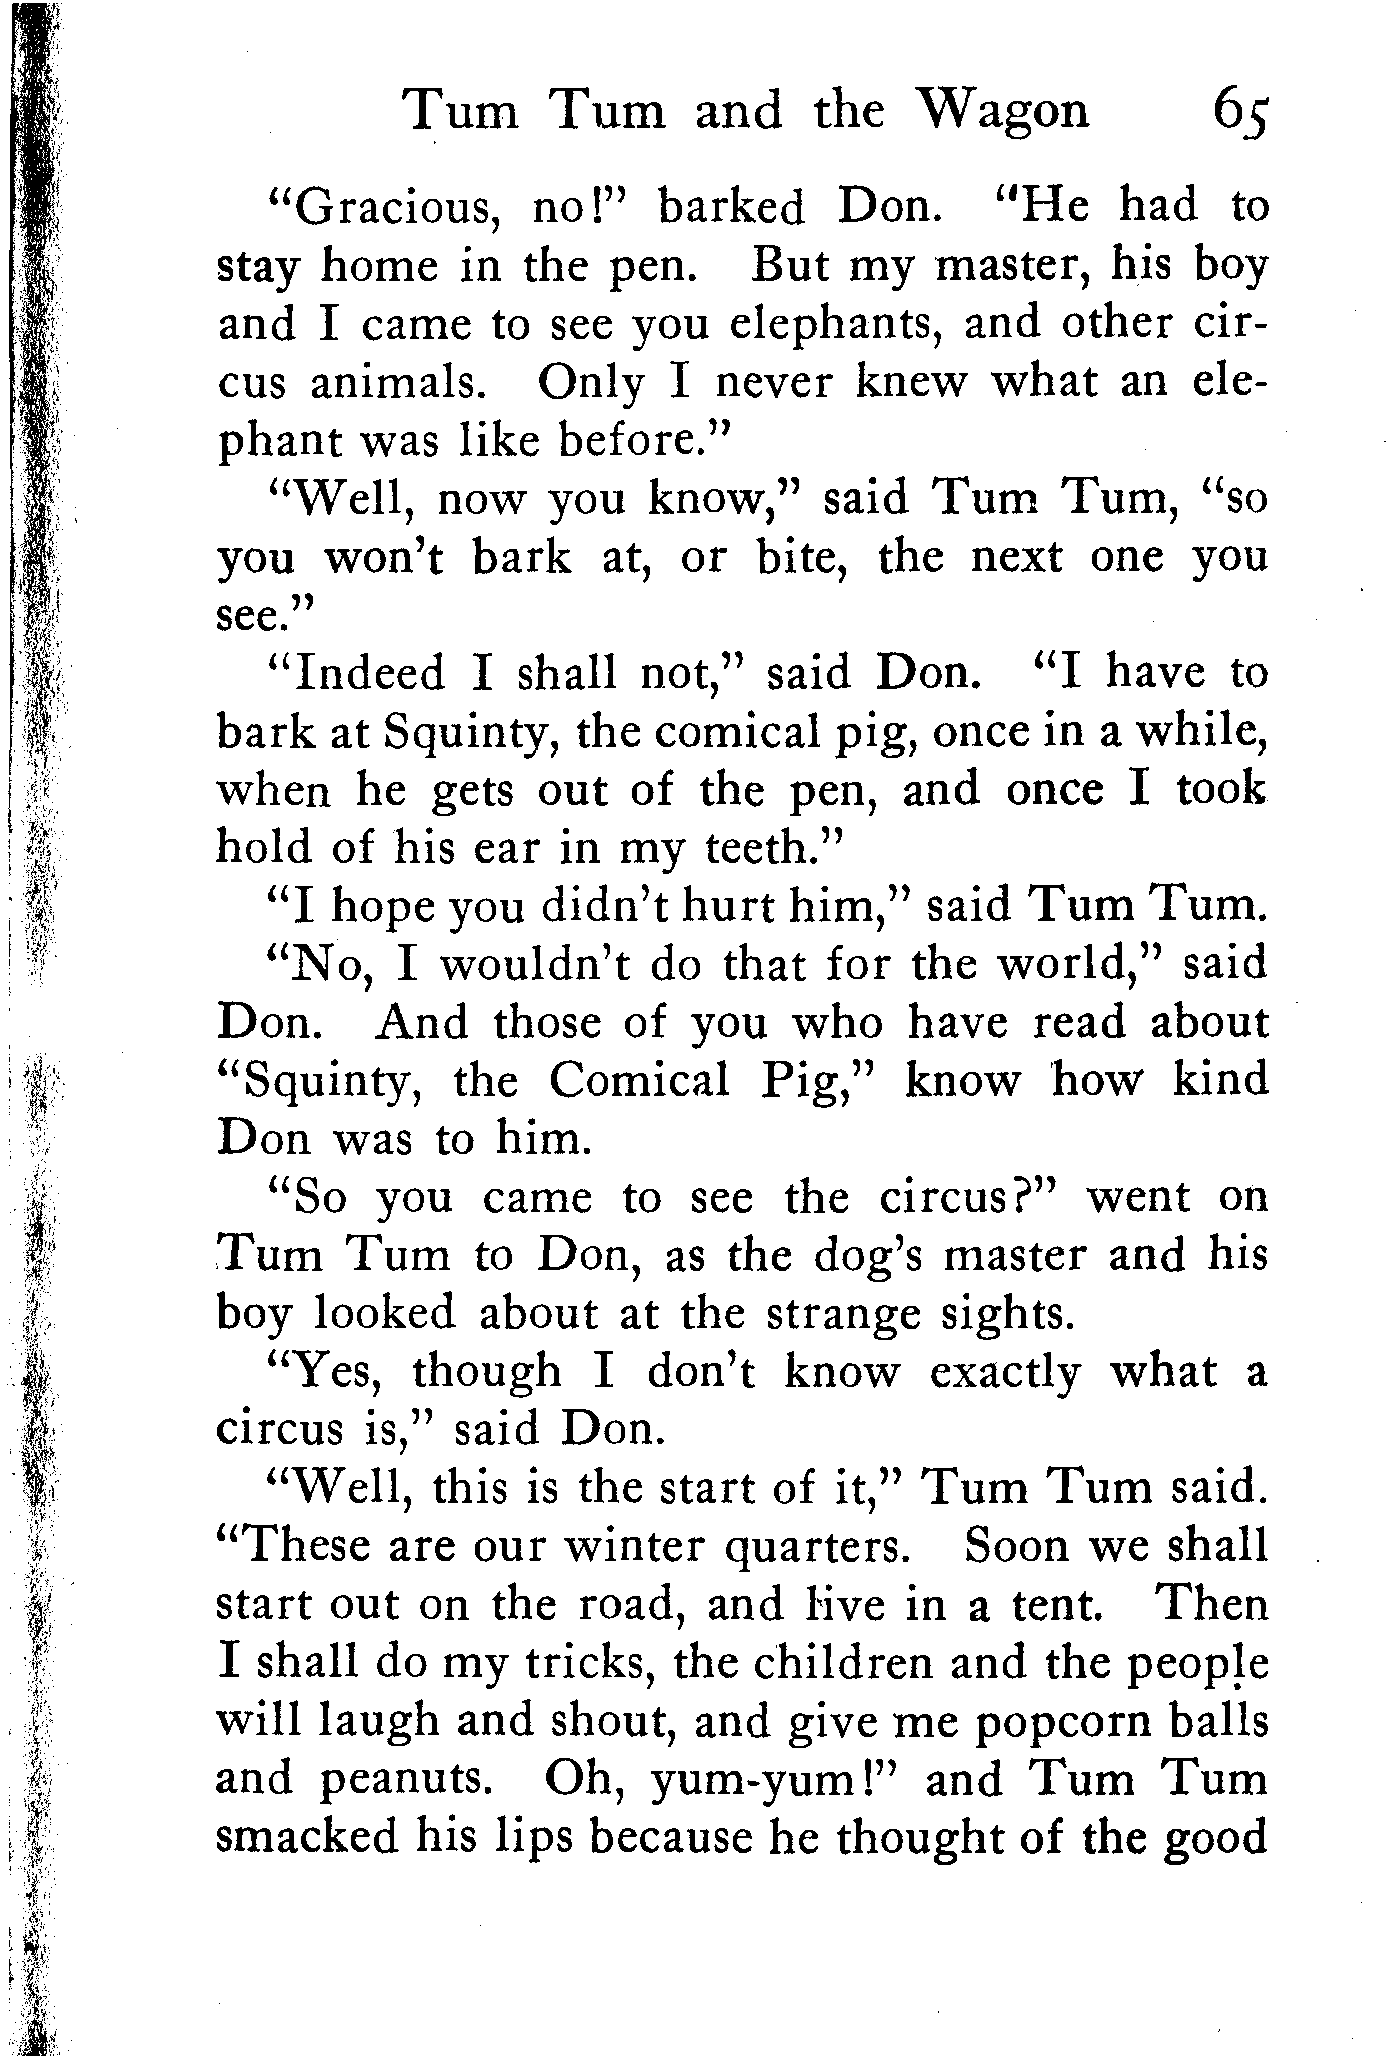 Tum Tum and the Wagon 65
"Gracious, no!" barked Don. "He had to
stay home in the pen. But my master, his boy
and I came to see you elephants, and other cir-
cus animals. Only I never knew what an ele-
phant was like before."
"Well, now you know," said Tum Tum, "so
you won't bark at, or bite, the next one you
see."
"Indeed I shall not," said Don. "I have to
bark at Squinty, the comical pig, once in a while,
when he gets out of the pen, and once I took
hold of his ear in my teeth."
"I hope you didn't hurt him," said Tum Tum.
"No, I wouldn't do that for the world," said
Don. And those of you who have read about
"Squinty, the Comical Pig," know how kind
Don was to him.
"So you came to see the circus?" went on
Tum Tum to Don, as the dog's master and his
boy looked about at the strange sights.
"Yes, though I don't know exactly what a
circus is," said Don.
"Well, this is the start of it," Tum Tum said.
"These are our winter quarters. Soon we shall
start out on the road, and live in a tent. Then
I shall do my tricks, the children and the people
will laugh and shout, and give me popcorn balls
and peanuts. Oh, yum-yum!" and Tum Tum
smacked his lips because he thought of the good